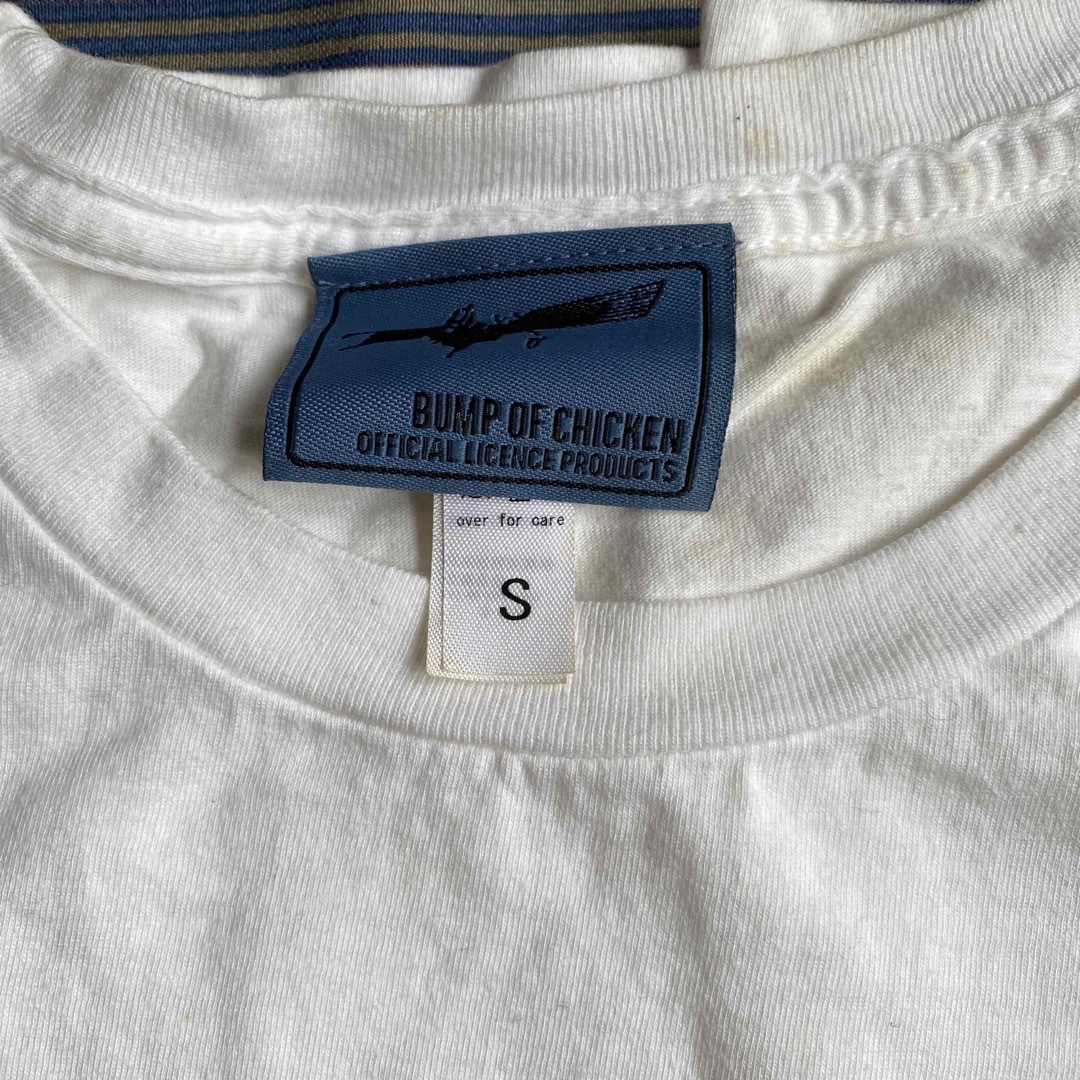 BUMP OF CHICKEN
OFFICIAL LICENCE PRODUCTS
over for care
S